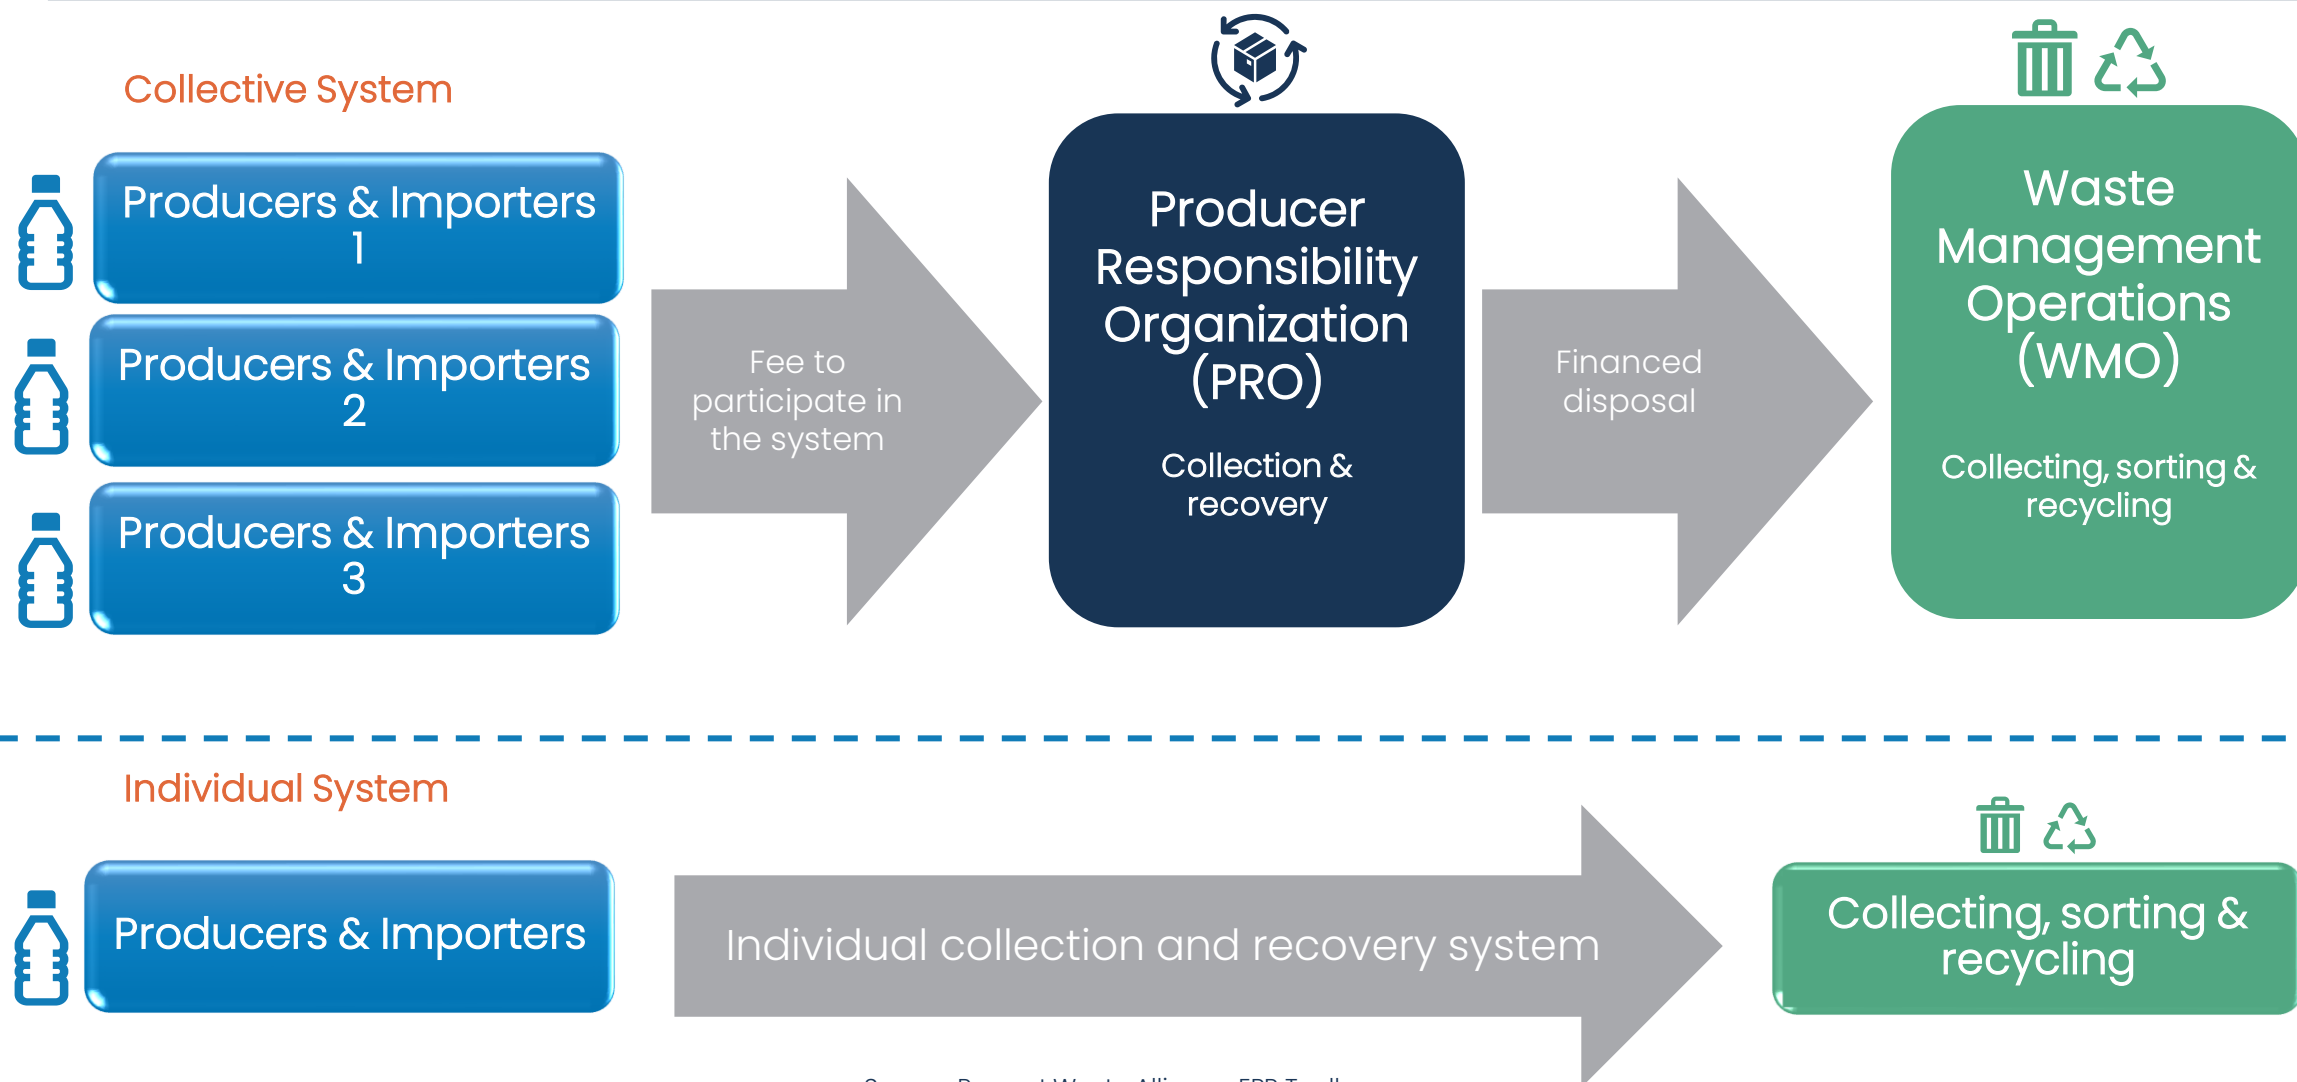 Collective System
Producers & Importers
1
Producers & Importers
2
Producers & Importers
3
Fee to
participate in
the system
Producer
Responsibility
Organization
(PRO)
Collection &
recovery
Financed
disposal
Waste
Management
Operations
(WMO)
Collecting, sorting &
recycling
Individual System
Producers & Importers
Individual collection and recovery system
Collecting, sorting &
recycling